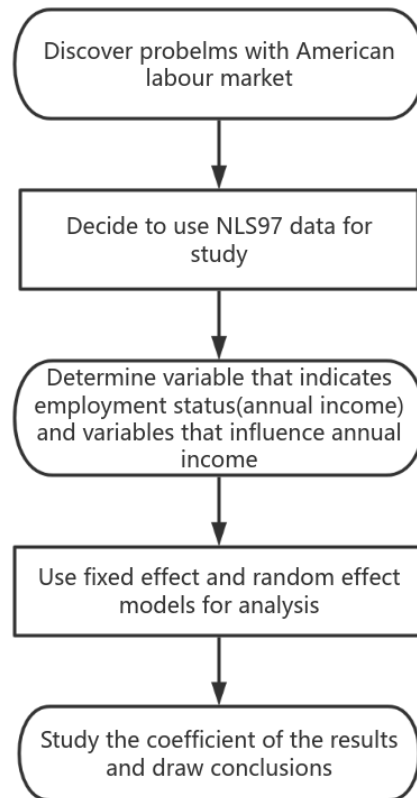 Discover probelms with American
labour market
Decide to use NLS97 data for
study
Determine variable that indicates
employment status(annual income)
and variables that influence annual
income
Use fixed effect and random effect
models for analysis
Study the coefficient of the results
and draw conclusions